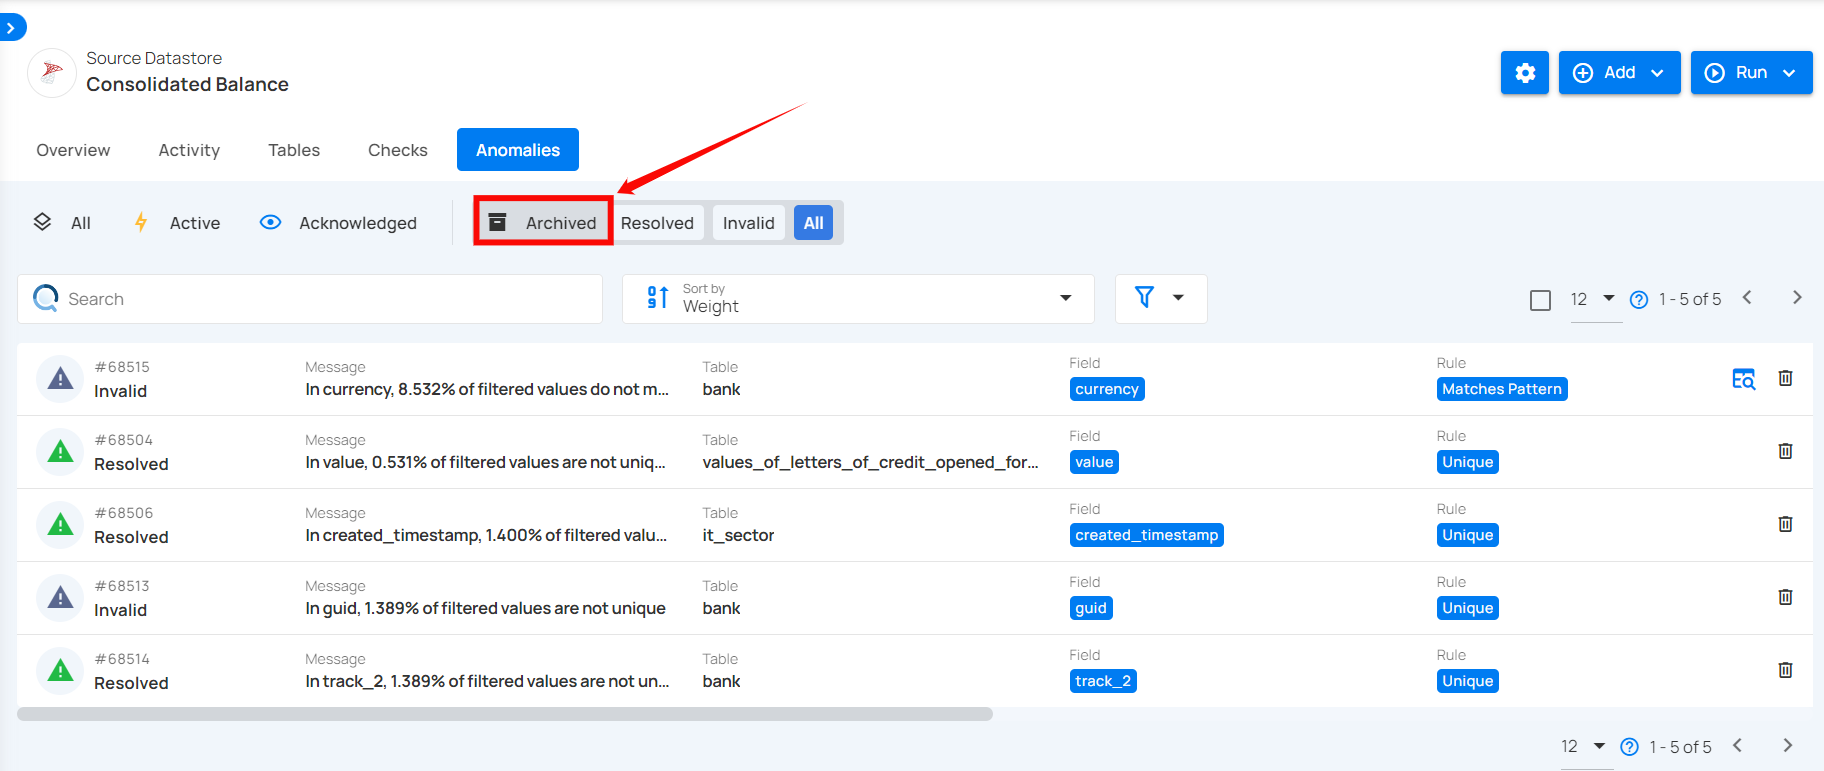 Source Datastore
Consolidated Balance
Add
Run
Overview Activity Tables Checks Anomalies
All Active Acknowledged Archived Resolved Invalid All
Search
Sort by
Weight
12 1 - 5 of 5
#68515 Message Table Field Rule
Invalid In currency, 8.532% of filtered values do not m... bank currency Matches Pattern
#68504 Message Table Field Rule
Resolved In value, 0.531% of filtered values are not uniq... values_of_letters_of_credit_opened_for... value Unique
#68506 Message Table Field Rule
Resolved In created_timestamp, 1.400% of filtered valu... it_sector created_timestamp Unique
#68513 Message Table Field Rule
Invalid In guid, 1.389% of filtered values are not unique bank guid Unique
#68514 Message Table Field Rule
Resolved In track_2, 1.389% of filtered values are not un... bank track_2 Unique
12 1 - 5 of 5